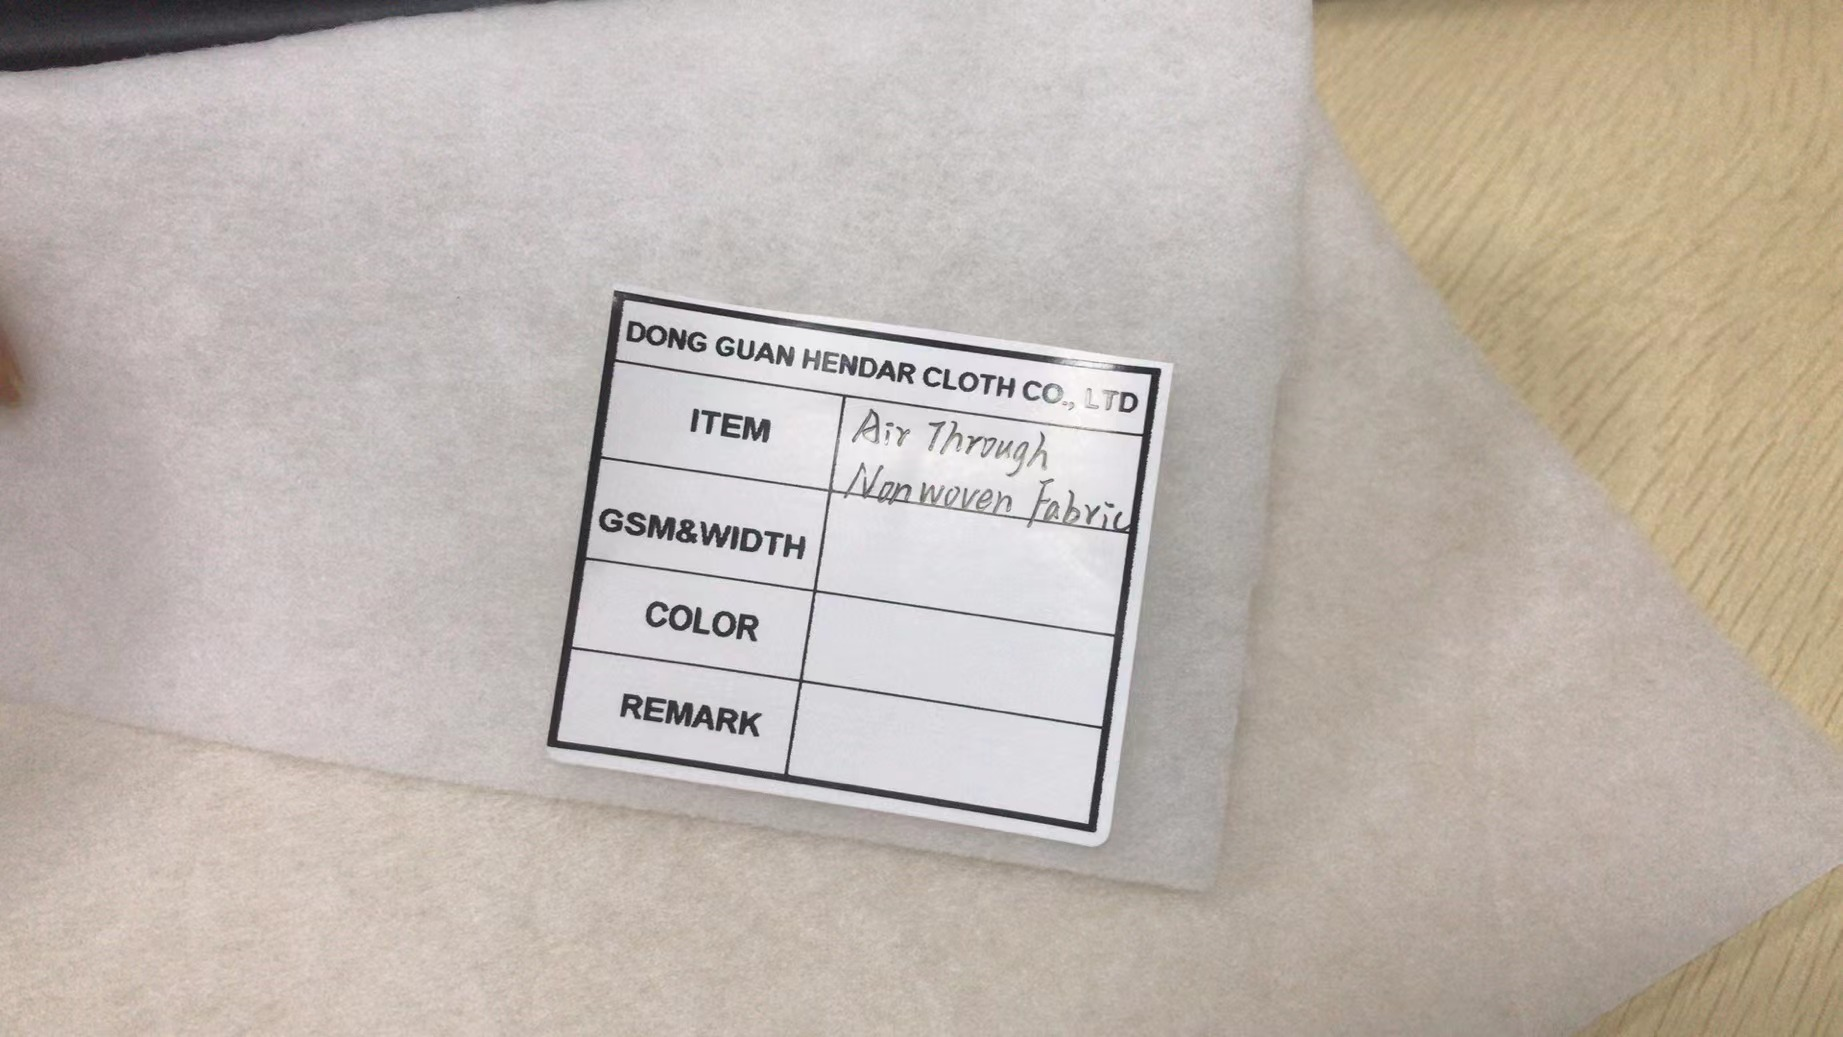 DONG GUAN HENDAR CLOTH CO., LTD
ITEM
Air Through
Nonwoven Fabric
GSM&WIDTH
COLOR
REMARK